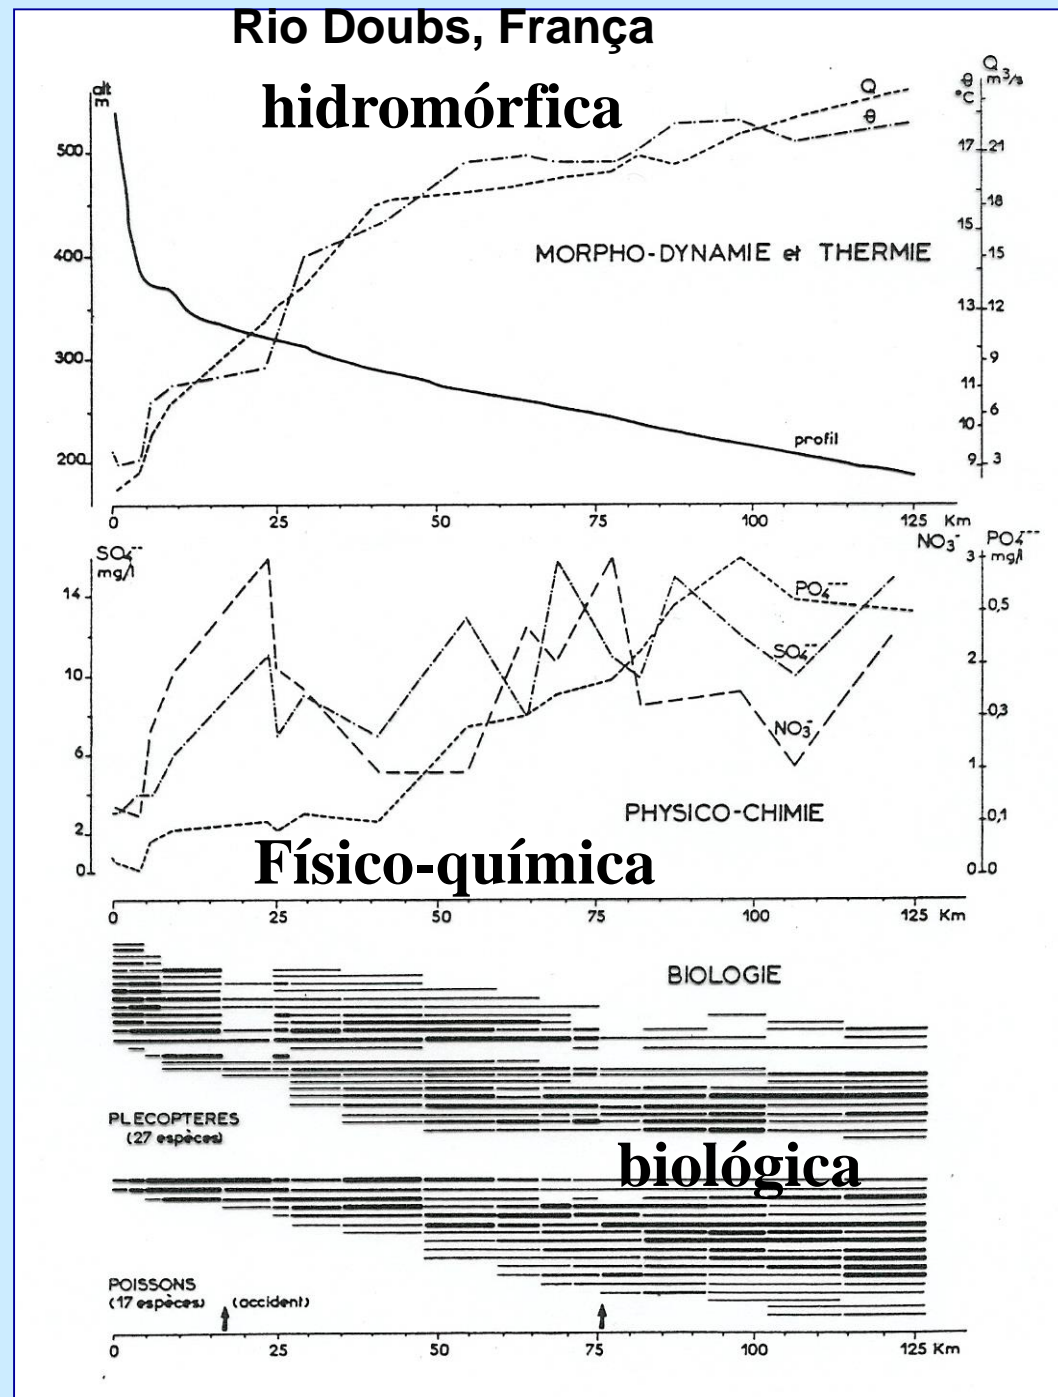 Rio Doubs, França
hidromórfica
alt
m
θ
°C
Q
m³/s
Q
θ
500
400
300
200
17 21
18
15
15
13 12
9
11
6
10
9 3
MORPHO-DYNAMIE et THERMIE
profil
0 25 50 75 100 125 Km
SO₄--
mg/l
NO₃-
PO₄---
mg/l
14
10
6
2
0
3
0,5
2
0,3
1
0,1
0 0
PO₄---
SO₄--
NO₃-
PHYSICO-CHIMIE
Físico-química
0 25 50 75 100 125 Km
BIOLOGIE
PLECOPTERES
(27 espèces)
biológica
POISSONS
(17 espèces) (accident)
0 25 50 75 100 125 Km